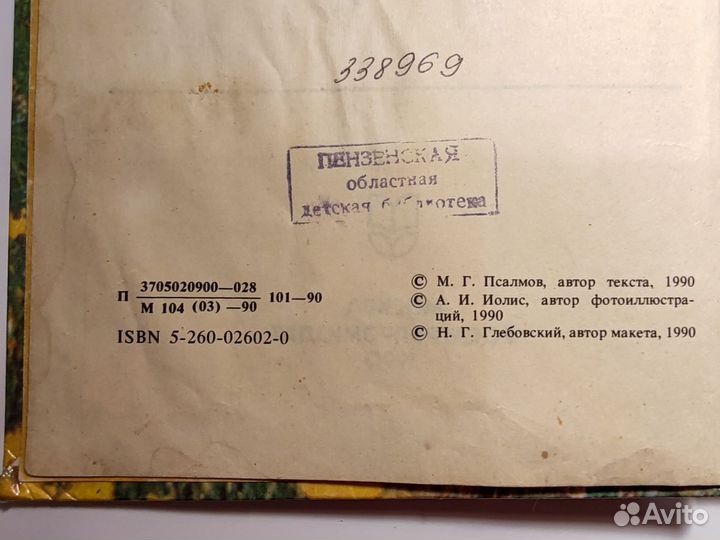 338969
ПЕНЗЕНСКАЯ
областная
детская библиотека
П 3705020900—028 101—90
М 104 (03) —90
ISBN 5-260-02602-0
© М. Г. Псалмов, автор текста, 1990
© А. И. Иолис, автор фотоиллюстра-
ций, 1990
© Н. Г. Глебовский, автор макета, 1990
Avito